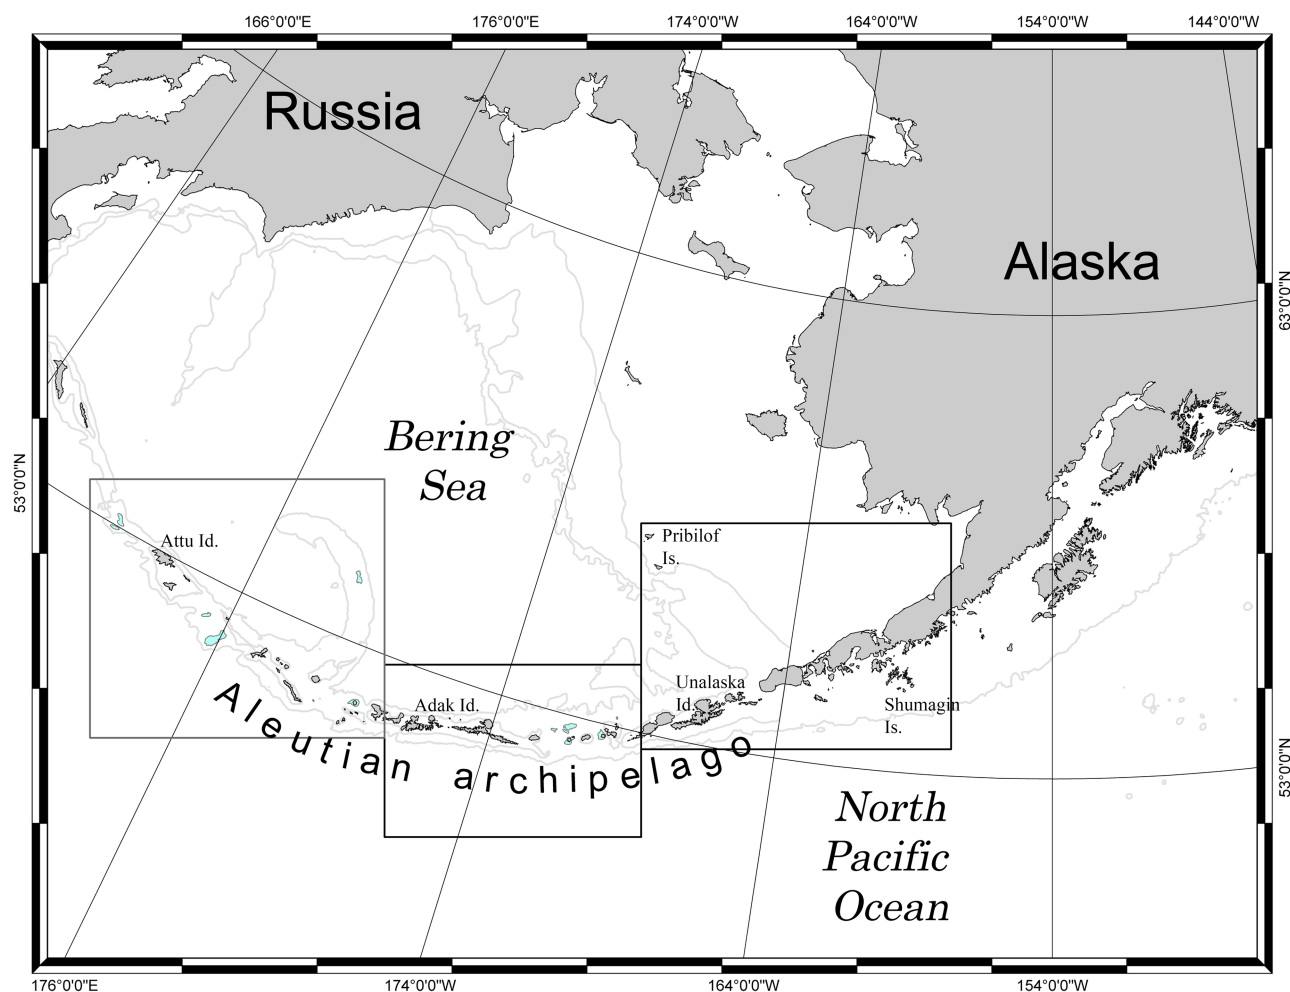 166°0'0"E
176°0'0"E
174°0'0"W
164°0'0"W
154°0'0"W
144°0'0"W
Russia
Alaska
63°0'0"N
Bering
Sea
53°0'0"N
Attu Id.
Pribilof
Is.
Unalaska
Id.
Adak Id.
Shumagin
Is.
Aleutian archipelago
53°0'0"N
North
Pacific
Ocean
176°0'0"E
174°0'0"W
164°0'0"W
154°0'0"W